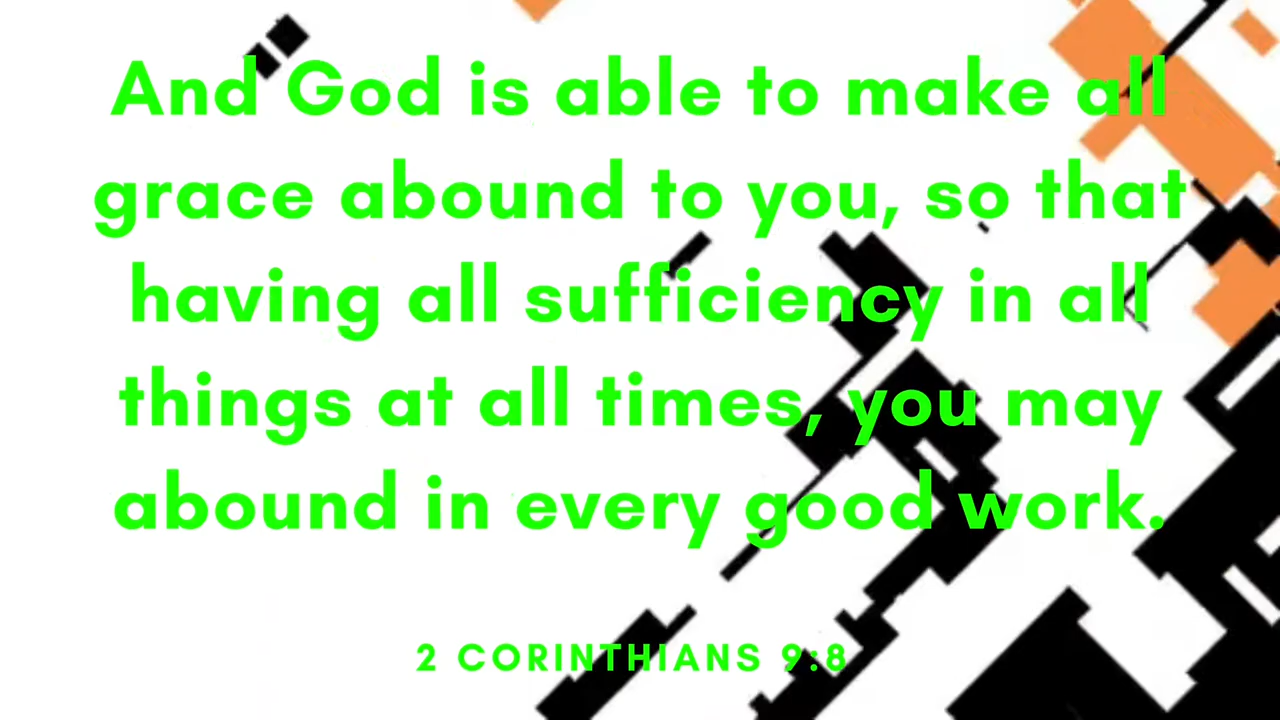 And God is able to make all
grace abound to you, so that
having all sufficiency in all
things at all times, you may
abound in every good work.
2 CORINTHIANS 9:8